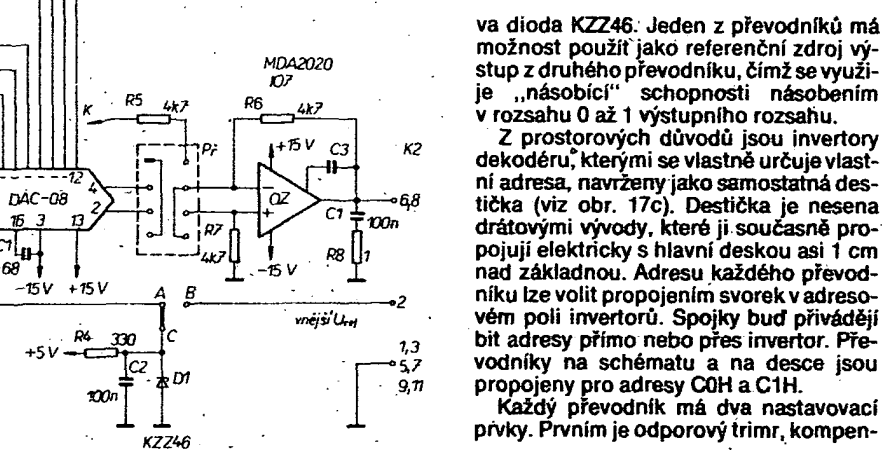 MDA2020
107
K
R5
4k7
R6
4k7
Př
+15 V
C3
K2
12
DAC-08
4
2
OZ
6,8
16 3 13
C1
100n
C1
68
R7
4k7
R8
1
-15 V
-15 V
+15 V
A
B
2
C
vnější Uref
R4
330
+5 V
C2
100n
D1
1,3
5,7
9,11
KZZ46
va dioda KZZ46. Jeden z převodníků má
možnost použít jako referenční zdroj vý-
stup z druhého převodníku, čímž se využi-
je „násobící“ schopnosti násobením
v rozsahu 0 až 1 výstupního rozsahu.
Z prostorových důvodů jsou invertory
dekodéru, kterými se vlastně určuje vlast-
ní adresa, navrženy jako samostatná des-
tička (viz obr. 17c). Destička je nesena
drátovými vývody, které ji současně pro-
pojují elektricky s hlavní deskou asi 1 cm
nad základnou. Adresu každého převod-
níku lze volit propojením svorek v adreso-
vém poli invertorů. Spojky buď přivádějí
bit adresy přímo nebo přes invertor. Pře-
vodníky na schématu a na desce jsou
propojeny pro adresy C0H a C1H.
Každý převodník má dva nastavovací
prvky. Prvním je odporový trimr, kompen-